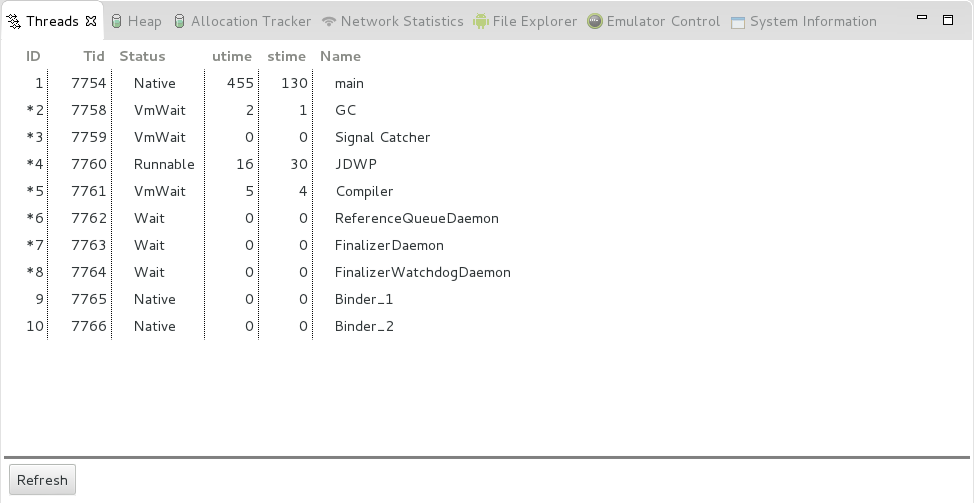 Threads Heap Allocation Tracker Network Statistics File Explorer Emulator Control System Information
ID Tid Status utime stime Name
1 7754 Native 455 130 main
*2 7758 VmWait 2 1 GC
*3 7759 VmWait 0 0 Signal Catcher
*4 7760 Runnable 16 30 JDWP
*5 7761 VmWait 5 4 Compiler
*6 7762 Wait 0 0 ReferenceQueueDaemon
*7 7763 Wait 0 0 FinalizerDaemon
*8 7764 Wait 0 0 FinalizerWatchdogDaemon
9 7765 Native 0 0 Binder_1
10 7766 Native 0 0 Binder_2
Refresh